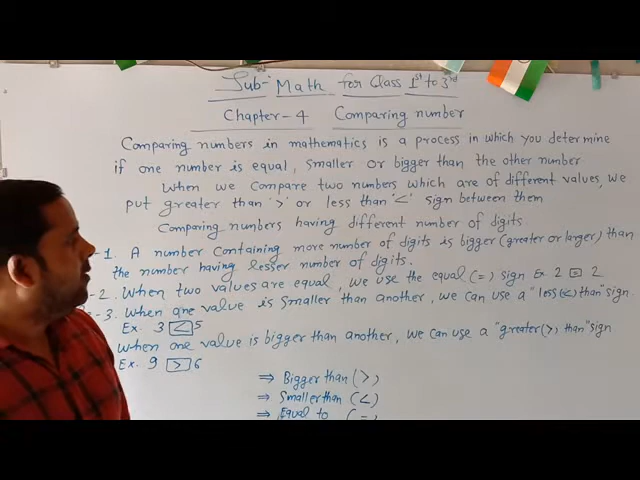 Sub- Math for Class 1st to 3rd
Chapter-4 Comparing number
Comparing numbers in mathematics is a process in which you determine
if one number is equal, smaller or bigger than the other number
When we compare two numbers which are of different values, we
put greater than '>' or less than '<' sign between them
Comparing numbers having different number of digits.
-1. A number containing more number of digits is bigger (greater or larger) than
the number having lesser number of digits.
-2. When two values are equal, we use the equal (=) sign Ex. 2 = 2
-3. When one value is smaller than another, we can use a "less(<) than" sign.
Ex. 3 < 5
When one value is bigger than another, we can use a "greater(>) than" sign
Ex. 9 > 6
⇒ Bigger than (>)
⇒ Smaller than (<)
⇒ Equal to (=)